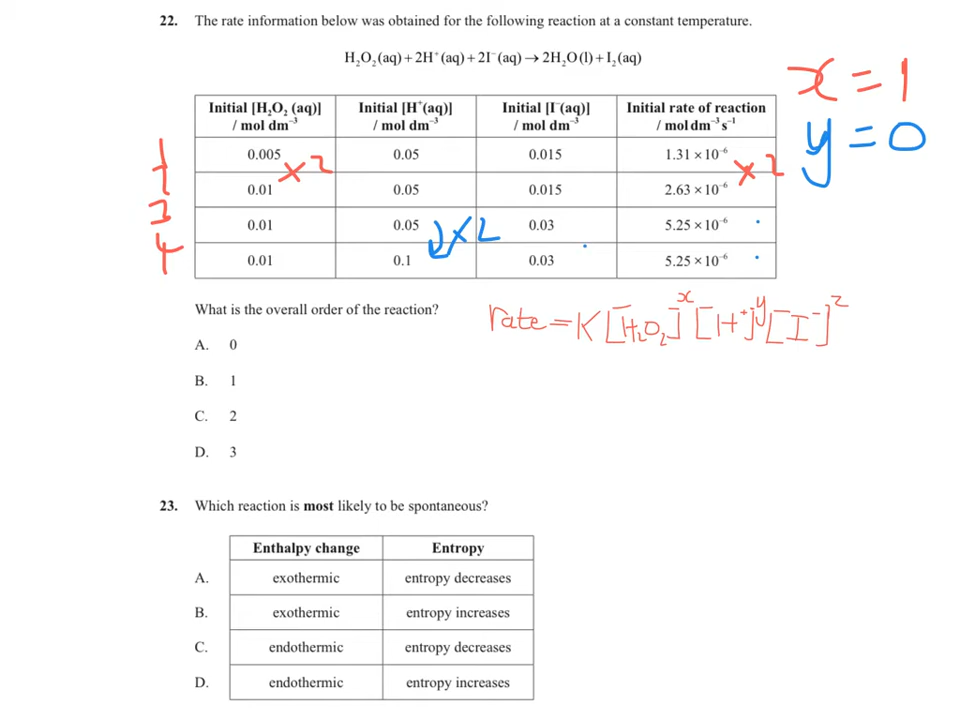 22. The rate information below was obtained for the following reaction at a constant temperature.
H₂O₂(aq) + 2H⁺(aq) + 2I⁻(aq) → 2H₂O(l) + I₂(aq)
x = 1
y = 0
Initial [H₂O₂ (aq)] / mol dm⁻³ Initial [H⁺(aq)] / mol dm⁻³ Initial [I⁻(aq)] / mol dm⁻³ Initial rate of reaction / mol dm⁻³ s⁻¹
0.005 0.05 0.015 1.31 × 10⁻⁶
1 ×2 ×2
0.01 0.05 0.015 2.63 × 10⁻⁶
3 0.01 0.05 0.03 5.25 × 10⁻⁶
×2
4 0.01 0.1 0.03 5.25 × 10⁻⁶
What is the overall order of the reaction?
rate = K[H₂O₂]ˣ[H⁺]ʸ[I⁻]ᶻ
A. 0
B. 1
C. 2
D. 3
23. Which reaction is most likely to be spontaneous?
Enthalpy change Entropy
A. exothermic entropy decreases
B. exothermic entropy increases
C. endothermic entropy decreases
D. endothermic entropy increases